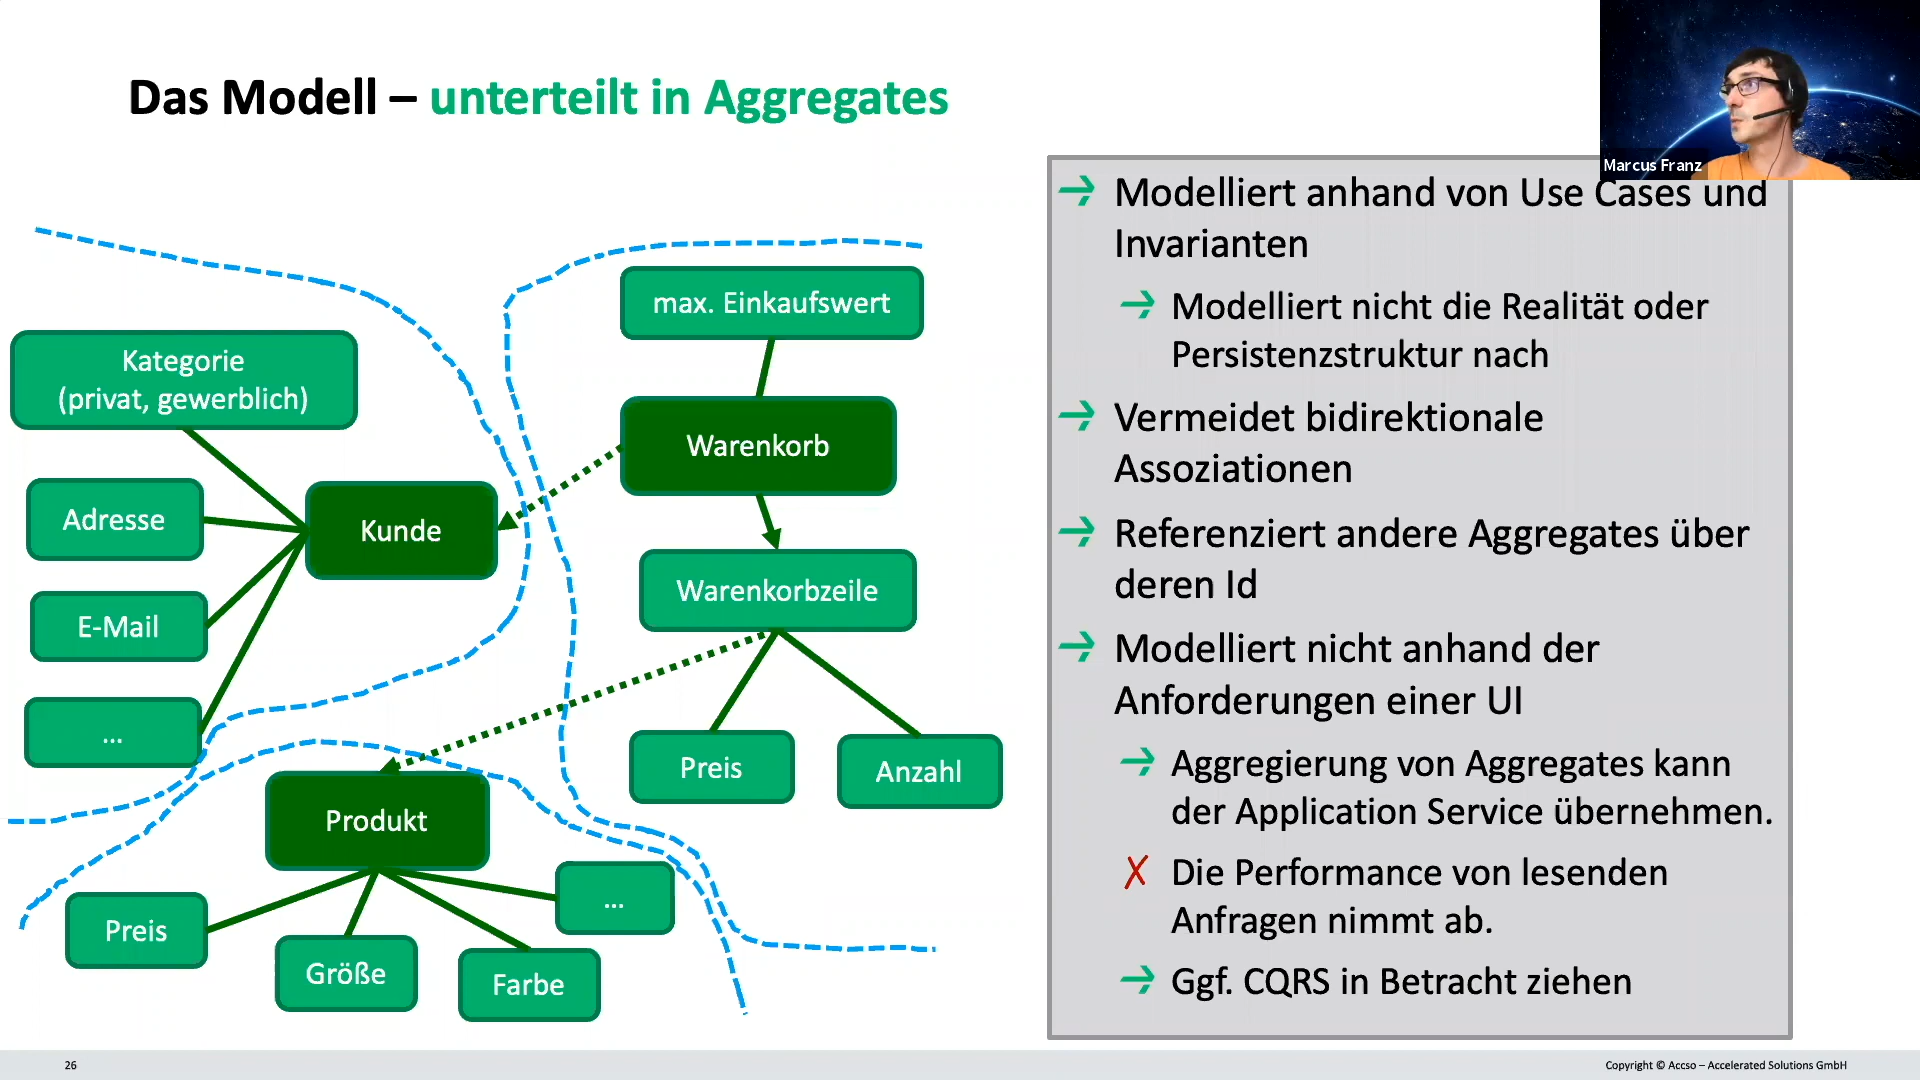 Das Modell – unterteilt in Aggregates
Marcus Franz
Kategorie
(privat, gewerblich)
Adresse
E-Mail
...
Kunde
max. Einkaufswert
Warenkorb
Warenkorbzeile
Preis
Anzahl
Produkt
Preis
Größe
Farbe
...
Modelliert anhand von Use Cases und
Invarianten
Modelliert nicht die Realität oder
Persistenzstruktur nach
Vermeidet bidirektionale
Assoziationen
Referenziert andere Aggregates über
deren Id
Modelliert nicht anhand der
Anforderungen einer UI
Aggregierung von Aggregates kann
der Application Service übernehmen.
✗ Die Performance von lesenden
Anfragen nimmt ab.
Ggf. CQRS in Betracht ziehen
26
Copyright © Accso – Accelerated Solutions GmbH